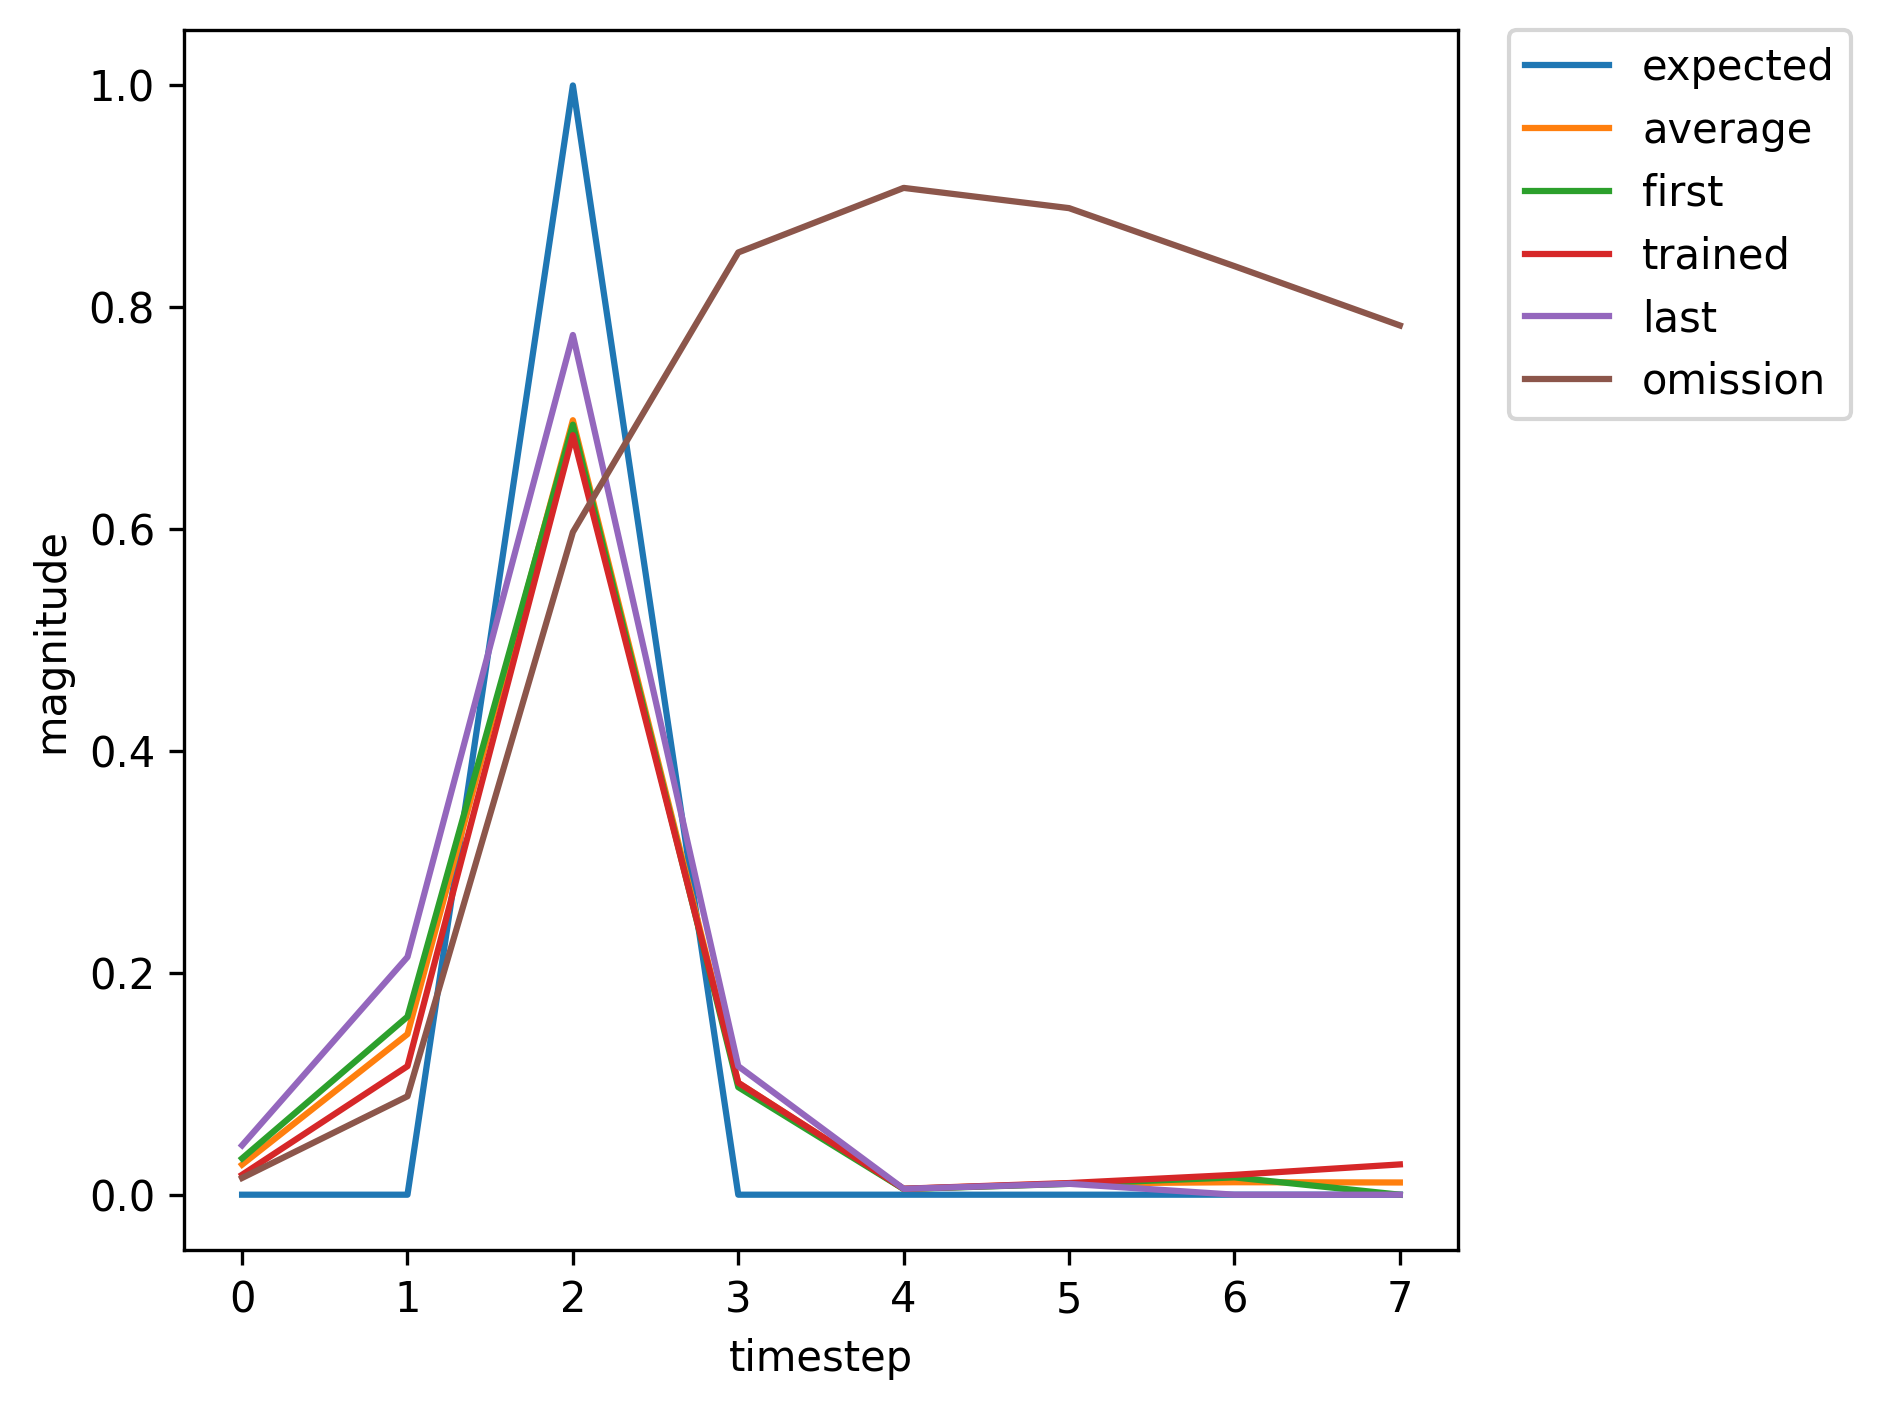 1.0
0.8
0.6
0.4
0.2
0.0
magnitude
0 1 2 3 4 5 6 7
timestep
expected
average
first
trained
last
omission